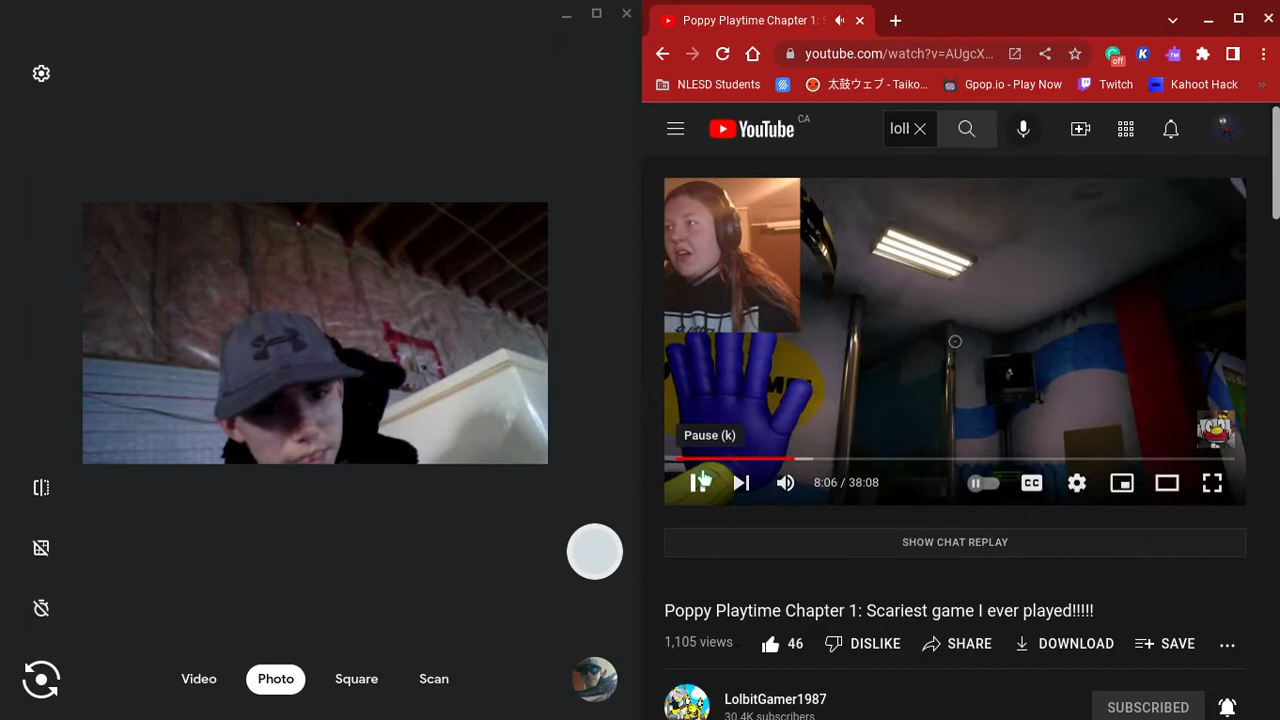 Poppy Playtime Chapter 1: S
youtube.com/watch?v=AUgcX...
off
NLESD Students
太鼓ウェブ - Taiko...
Gpop.io - Play Now
Twitch
Kahoot Hack
YouTube CA
loll
Pause (k)
8:06 / 38:08
CC
SHOW CHAT REPLAY
Poppy Playtime Chapter 1: Scariest game I ever played!!!!!
1,105 views
46
DISLIKE
SHARE
DOWNLOAD
SAVE
LolbitGamer1987
30.4K subscribers
SUBSCRIBED
Video
Photo
Square
Scan